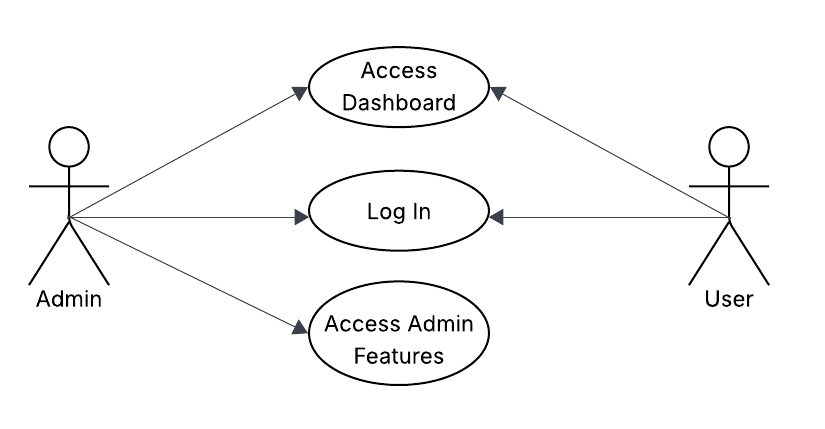 Access
Dashboard
Log In
Access Admin
Features
Admin
User